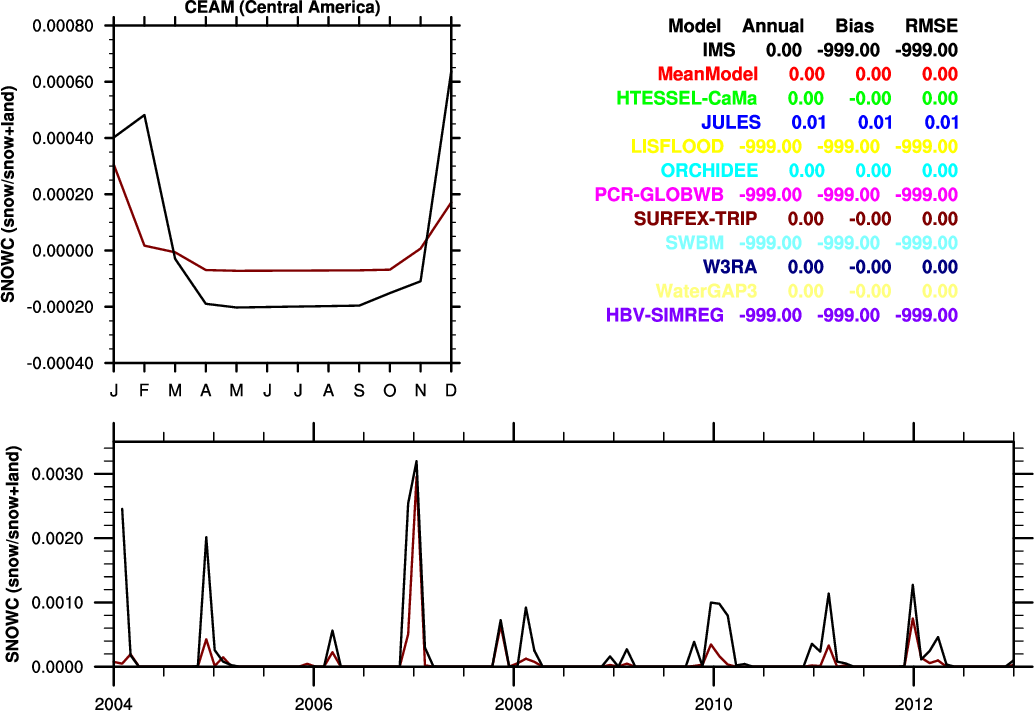 CEAM (Central America)
0.00080
0.00060
0.00040
0.00020
0.00000
-0.00020
-0.00040
SNOWC (snow/snow+land)
J F M A M J J A S O N D
Model Annual Bias RMSE
IMS 0.00 -999.00 -999.00
MeanModel 0.00 0.00 0.00
HTESSEL-CaMa 0.00 -0.00 0.00
JULES 0.01 0.01 0.01
LISFLOOD -999.00 -999.00 -999.00
ORCHIDEE 0.00 0.00 0.00
PCR-GLOBWB -999.00 -999.00 -999.00
SURFEX-TRIP 0.00 -0.00 0.00
SWBM -999.00 -999.00 -999.00
W3RA 0.00 -0.00 0.00
WaterGAP3 0.00 -0.00 0.00
HBV-SIMREG -999.00 -999.00 -999.00
0.0030
0.0020
0.0010
0.0000
SNOWC (snow/snow+land)
2004 2006 2008 2010 2012